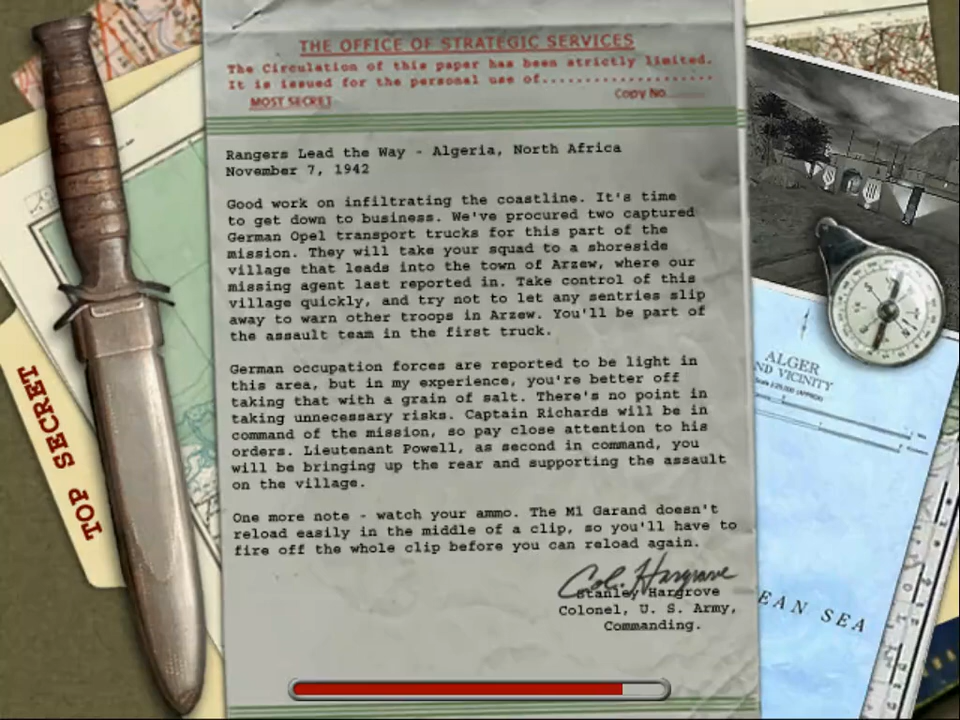 THE OFFICE OF STRATEGIC SERVICES
The Circulation of this paper has been strictly limited.
It is issued for the personal use of.....................
MOST SECRET
Copy No.........
Rangers Lead the Way - Algeria, North Africa
November 7, 1942
Good work on infiltrating the coastline. It's time
to get down to business. We've procured two captured
German Opel transport trucks for this part of the
mission. They will take your squad to a shoreside
village that leads into the town of Arzew, where our
missing agent last reported in. Take control of this
village quickly, and try not to let any sentries slip
away to warn other troops in Arzew. You'll be part of
the assault team in the first truck.
German occupation forces are reported to be light in
this area, but in my experience, you're better off
taking that with a grain of salt. There's no point in
taking unnecessary risks. Captain Richards will be in
command of the mission, so pay close attention to his
orders. Lieutenant Powell, as second in command, you
will be bringing up the rear and supporting the assault
on the village.
One more note - watch your ammo. The M1 Garand doesn't
reload easily in the middle of a clip, so you'll have to
fire off the whole clip before you can reload again.
Col. Hargrove
Stanley Hargrove
Colonel, U. S. Army,
Commanding.
TOP SECRET
ALGER
ND VICINITY
EAN SEA